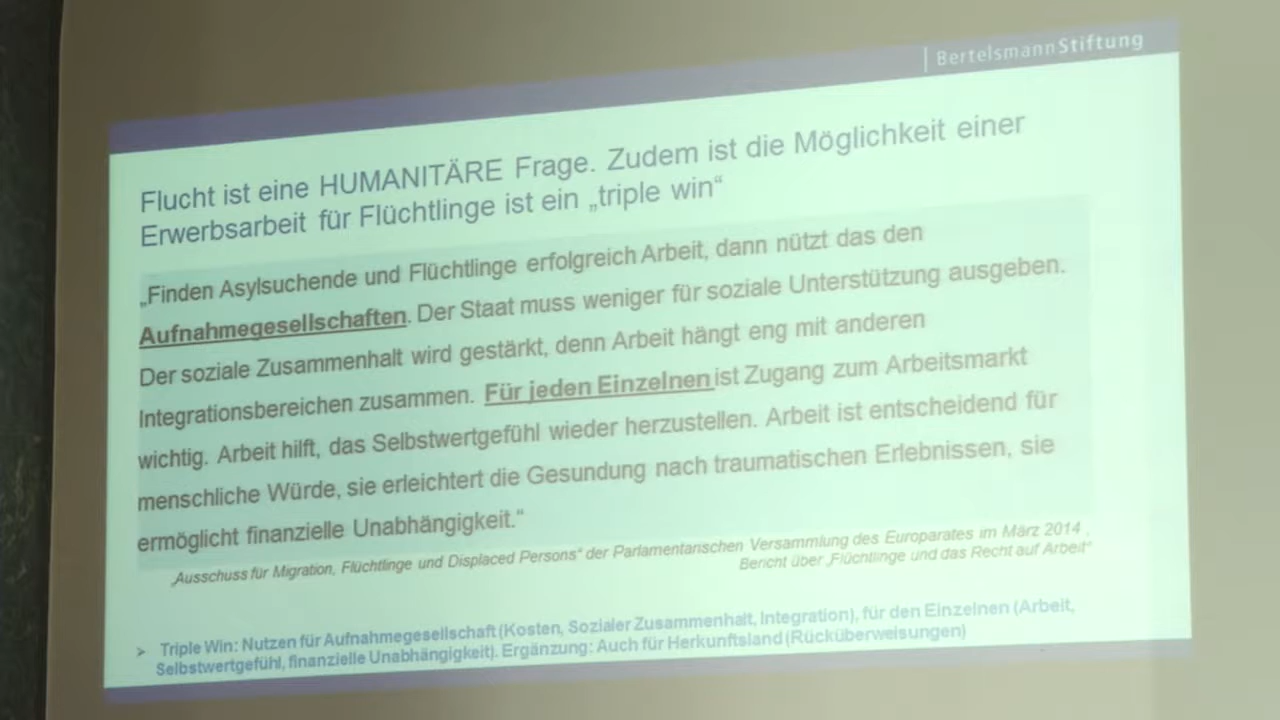 BertelsmannStiftung
Flucht ist eine HUMANITÄRE Frage. Zudem ist die Möglichkeit einer
Erwerbsarbeit für Flüchtlinge ist ein „triple win“
„Finden Asylsuchende und Flüchtlinge erfolgreich Arbeit, dann nützt das den
Aufnahmegesellschaften. Der Staat muss weniger für soziale Unterstützung ausgeben.
Der soziale Zusammenhalt wird gestärkt, denn Arbeit hängt eng mit anderen
Integrationsbereichen zusammen. Für jeden Einzelnen ist Zugang zum Arbeitsmarkt
wichtig. Arbeit hilft, das Selbstwertgefühl wieder herzustellen. Arbeit ist entscheidend für
menschliche Würde, sie erleichtert die Gesundung nach traumatischen Erlebnissen, sie
ermöglicht finanzielle Unabhängigkeit.“
„Ausschuss für Migration, Flüchtlinge und Displaced Persons“ der Parlamentarischen Versammlung des Europarates im März 2014 ,
Bericht über „Flüchtlinge und das Recht auf Arbeit“
➢ Triple Win: Nutzen für Aufnahmegesellschaft (Kosten, Sozialer Zusammenhalt, Integration), für den Einzelnen (Arbeit,
Selbstwertgefühl, finanzielle Unabhängigkeit). Ergänzung: Auch für Herkunftsland (Rücküberweisungen)